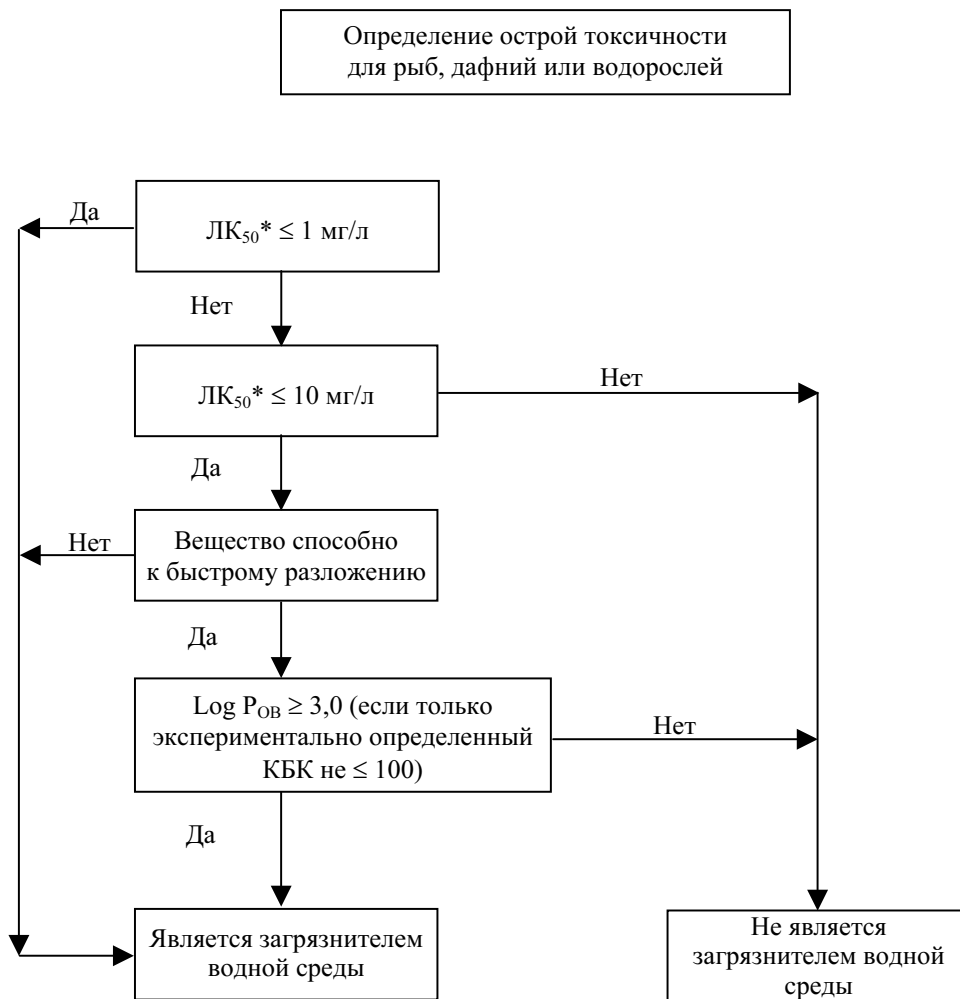 Определение острой токсичности
для рыб, дафний или водорослей
Да
ЛК50* ≤ 1 мг/л
Нет
ЛК50* ≤ 10 мг/л
Нет
Да
Нет
Вещество способно
к быстрому разложению
Да
Log POB ≥ 3,0 (если только
экспериментально определенный
КБК не ≤ 100)
Нет
Да
Является загрязнителем
водной среды
Не является
загрязнителем водной
среды